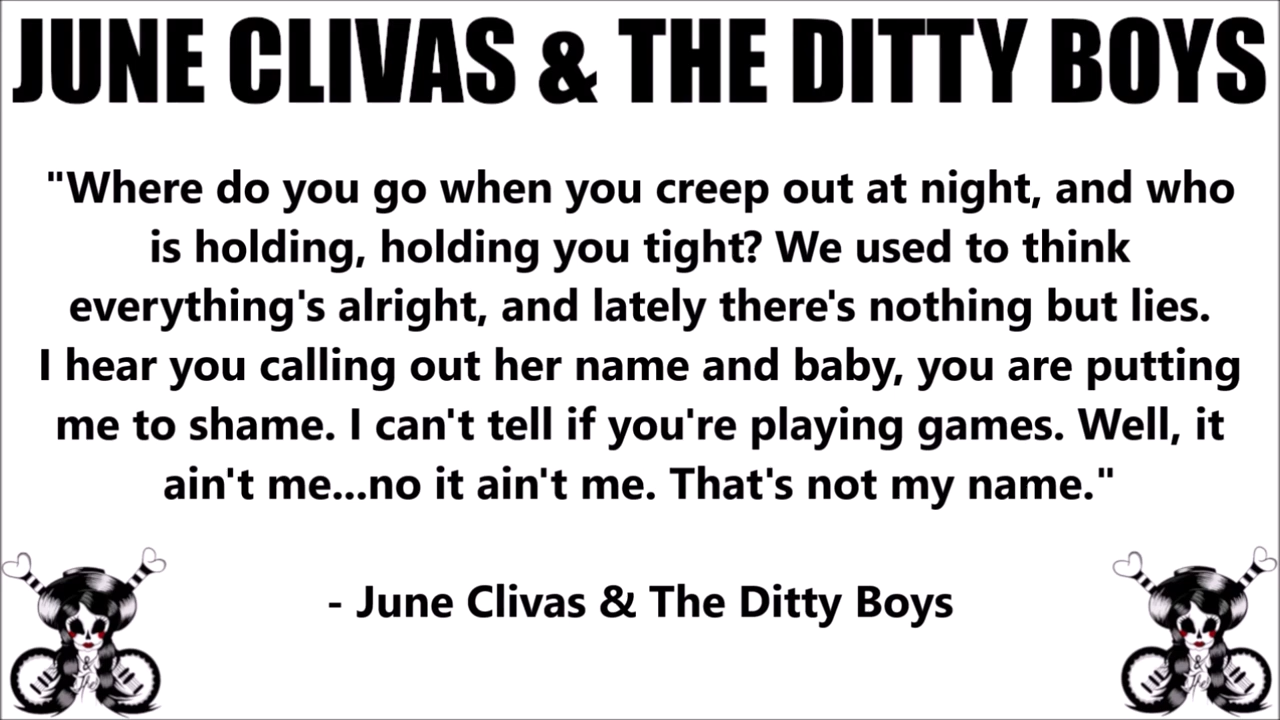 JUNE CLIVAS & THE DITTY BOYS
"Where do you go when you creep out at night, and who
is holding, holding you tight? We used to think
everything's alright, and lately there's nothing but lies.
I hear you calling out her name and baby, you are putting
me to shame. I can't tell if you're playing games. Well, it
ain't me...no it ain't me. That's not my name."
- June Clivas & The Ditty Boys